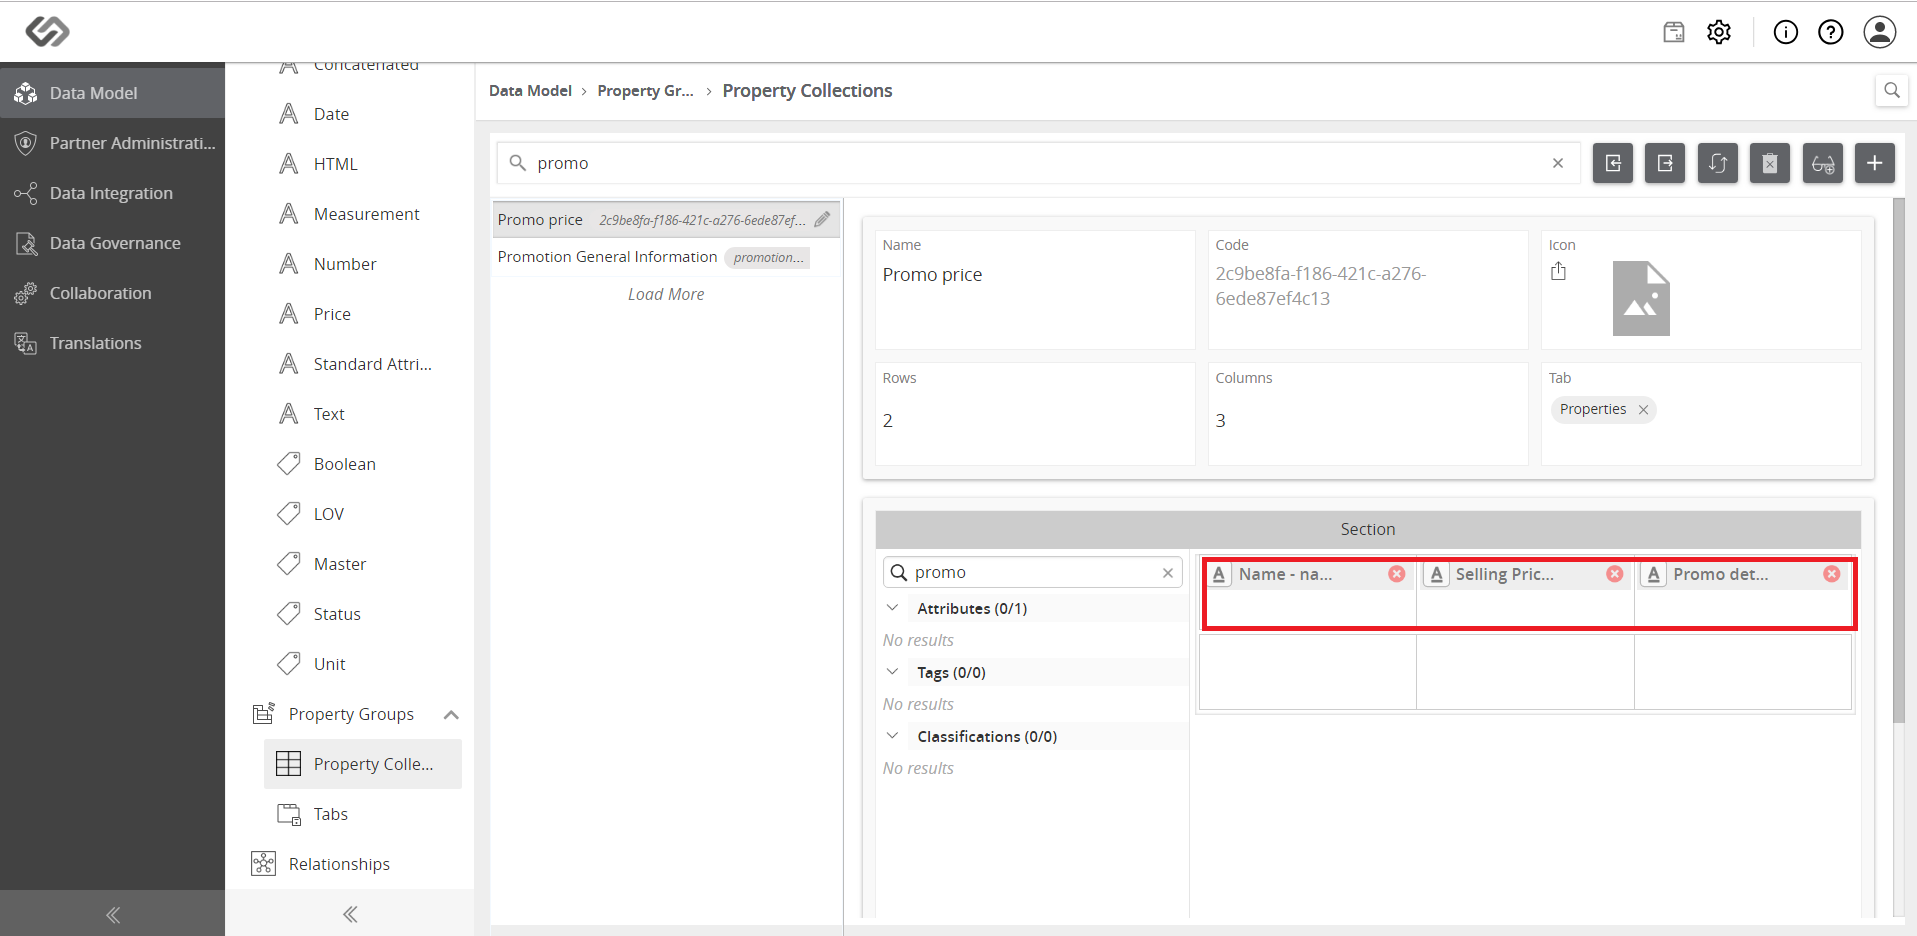 Data Model
Partner Administrati...
Data Integration
Data Governance
Collaboration
Translations
Concatenated
Date
HTML
Measurement
Number
Price
Standard Attri...
Text
Boolean
LOV
Master
Status
Unit
Property Groups
Property Colle...
Tabs
Relationships
Data Model > Property Gr... > Property Collections
promo
Promo price 2c9be8fa-f186-421c-a276-6ede87ef...
Promotion General Information promotion...
Load More
Name
Promo price
Code
2c9be8fa-f186-421c-a276-
6ede87ef4c13
Icon
Rows
2
Columns
3
Tab
Properties
Section
promo
Attributes (0/1)
No results
Tags (0/0)
No results
Classifications (0/0)
No results
A Name - na... A Selling Pric... A Promo det...